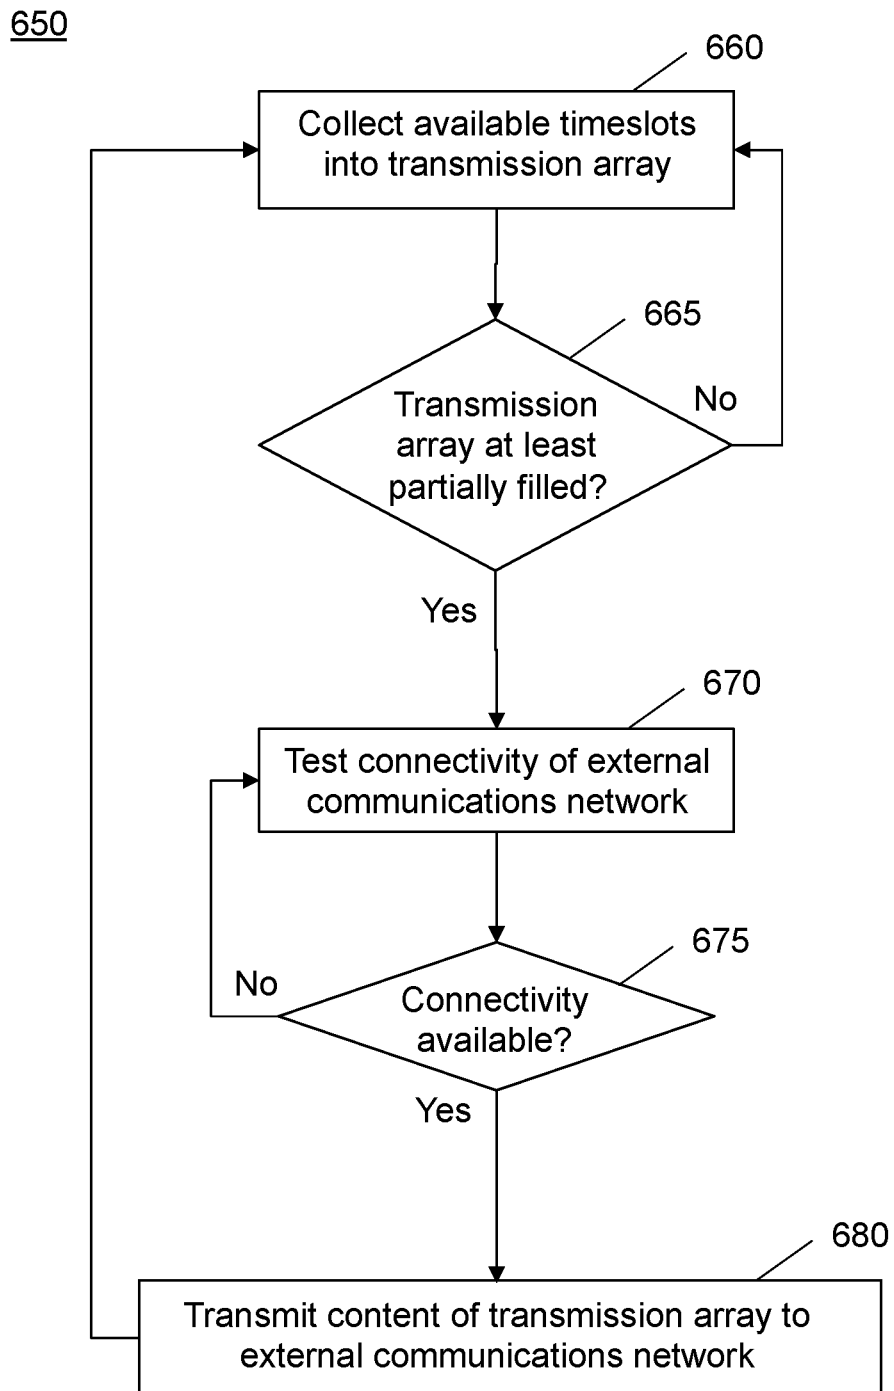 650
660
Collect available timeslots
into transmission array
665
Transmission
array at least
partially filled?
No
Yes
670
Test connectivity of external
communications network
675
No
Connectivity
available?
Yes
680
Transmit content of transmission array to
external communications network